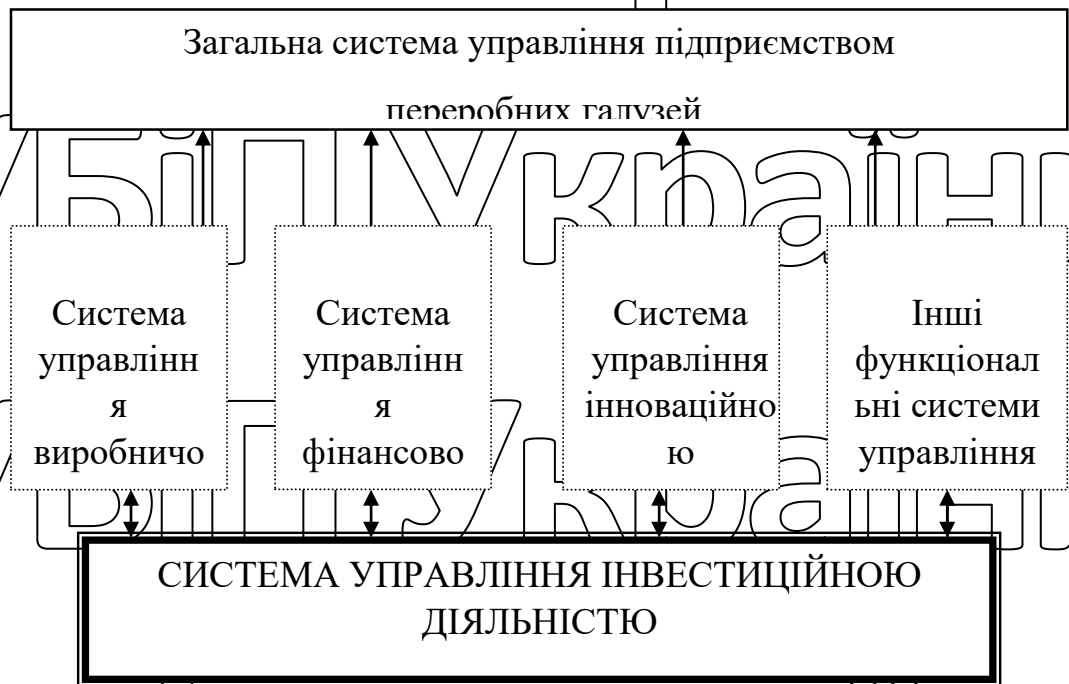 Загальна система управління підприємством
переробних галузей
Система
управлінн
я
виробничо
Система
управлінн
я
фінансово
Система
управління
інноваційно
ю
Інші
функціонал
ьні системи
управління
СИСТЕМА УПРАВЛІННЯ ІНВЕСТИЦІЙНОЮ
ДІЯЛЬНІСТЮ